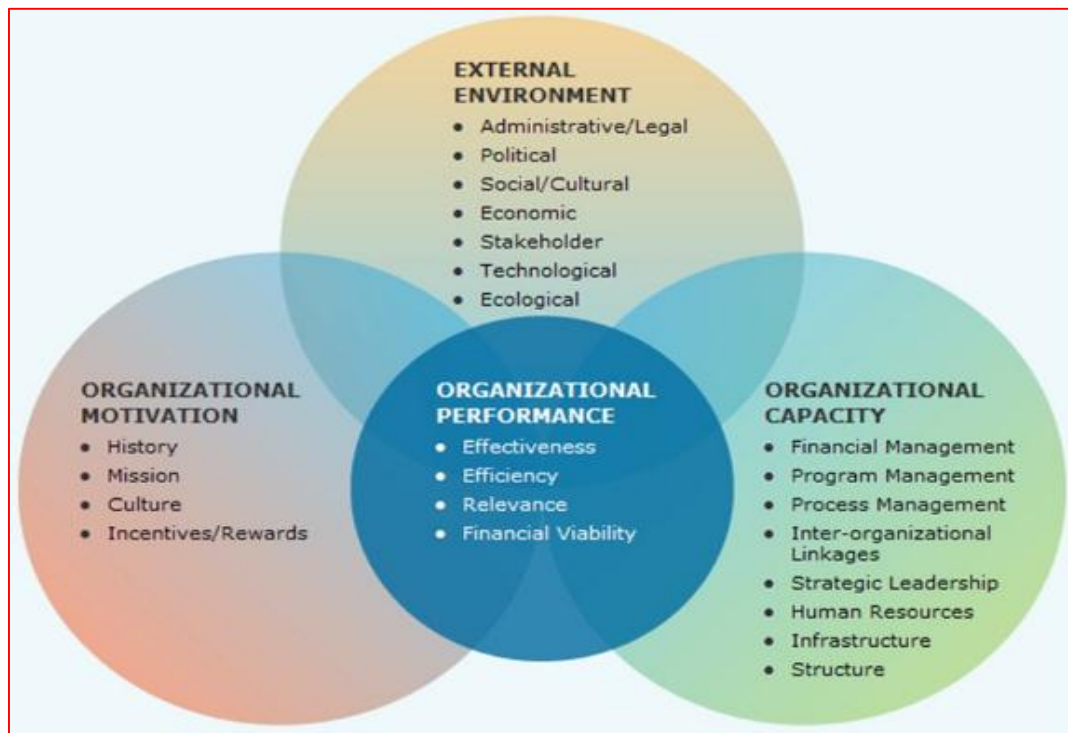 EXTERNAL
ENVIRONMENT
• Administrative/Legal
• Political
• Social/Cultural
• Economic
• Stakeholder
• Technological
• Ecological
ORGANIZATIONAL
MOTIVATION
• History
• Mission
• Culture
• Incentives/Rewards
ORGANIZATIONAL
PERFORMANCE
• Effectiveness
• Efficiency
• Relevance
• Financial Viability
ORGANIZATIONAL
CAPACITY
• Financial Management
• Program Management
• Process Management
• Inter-organizational
Linkages
• Strategic Leadership
• Human Resources
• Infrastructure
• Structure